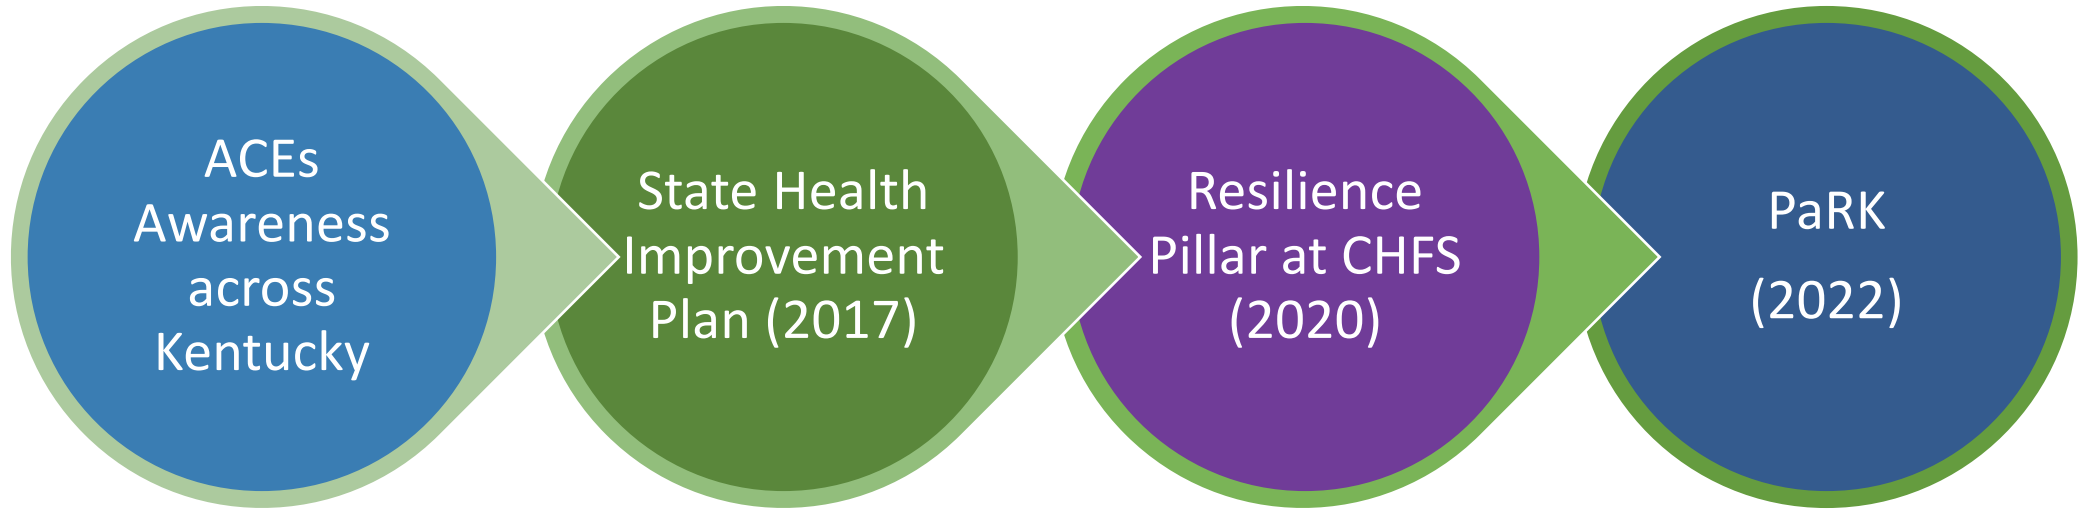 ACEs
Awareness
across
Kentucky
State Health
Improvement
Plan (2017)
Resilience
Pillar at CHFS
(2020)
PaRK
(2022)